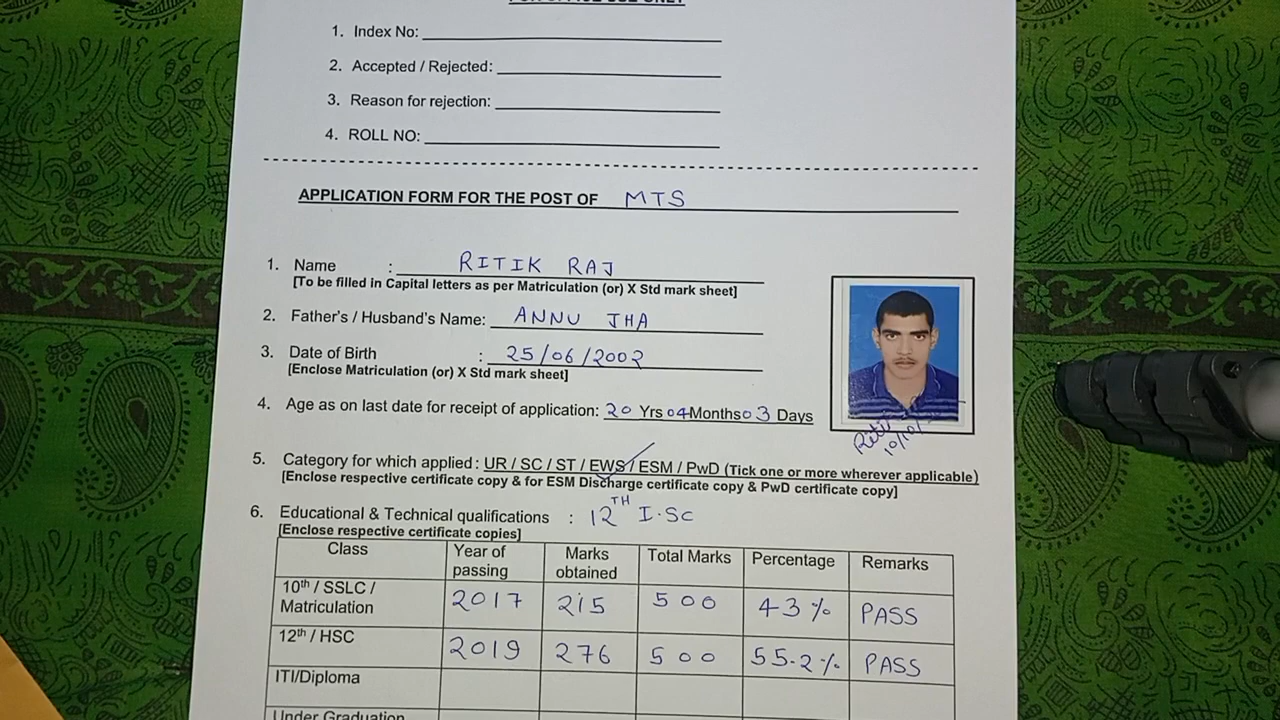 1. Index No:
2. Accepted / Rejected:
3. Reason for rejection:
4. ROLL NO:
APPLICATION FORM FOR THE POST OF MTS
1. Name : RITIK RAJ
[To be filled in Capital letters as per Matriculation (or) X Std mark sheet]
2. Father's / Husband's Name: ANNU JHA
3. Date of Birth : 25/06/2002
[Enclose Matriculation (or) X Std mark sheet]
4. Age as on last date for receipt of application: 20 Yrs 04 Months 03 Days
10/10/
5. Category for which applied : UR / SC / ST / EWS / ESM / PwD (Tick one or more wherever applicable)
[Enclose respective certificate copy & for ESM Discharge certificate copy & PwD certificate copy]
6. Educational & Technical qualifications : 12TH I.SC
[Enclose respective certificate copies]
Class Year of passing Marks obtained Total Marks Percentage Remarks
10th / SSLC / Matriculation 2017 215 500 43% PASS
12th / HSC 2019 276 500 55.2% PASS
ITI/Diploma
Under Graduation